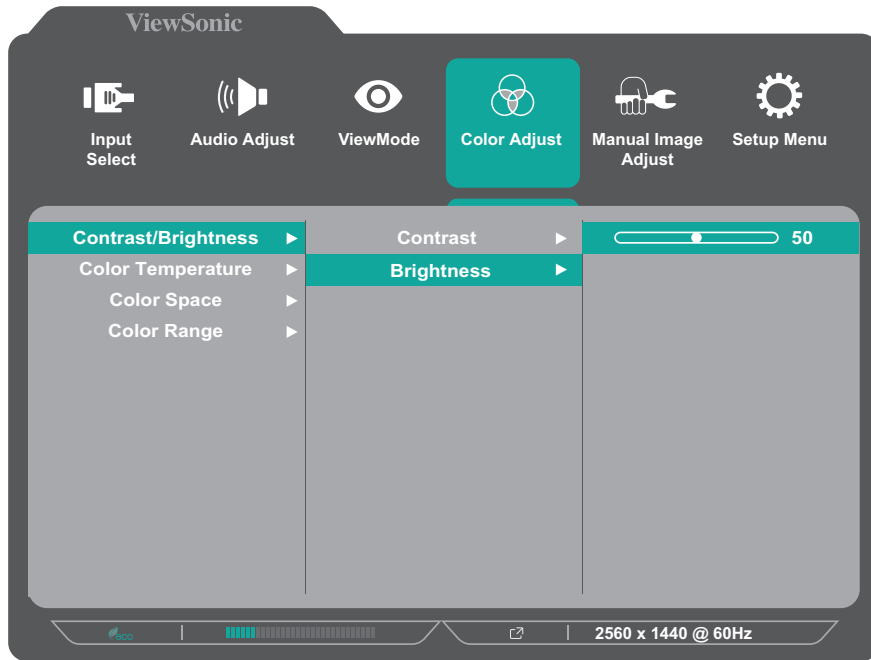 ViewSonic
Input Select
Audio Adjust
ViewMode
Color Adjust
Manual Image Adjust
Setup Menu
Contrast/Brightness
Contrast
50
Color Temperature
Brightness
Color Space
Color Range
eco
2560 x 1440 @ 60Hz